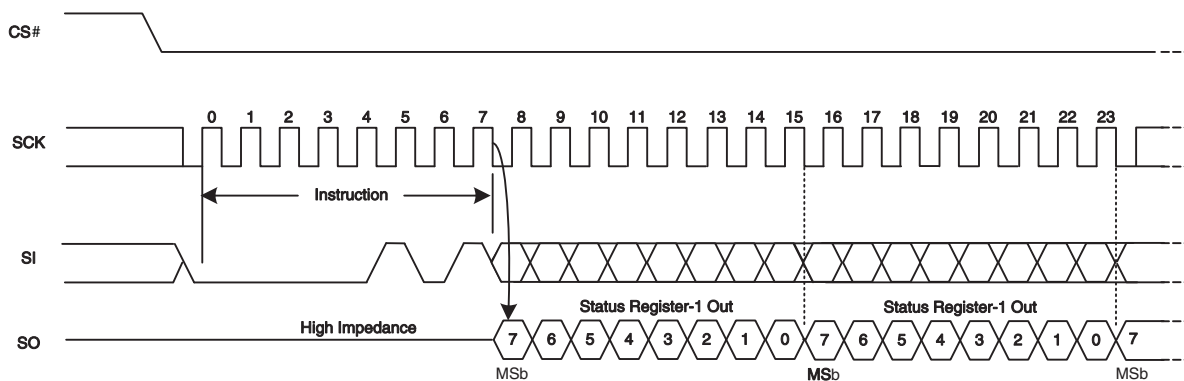 CS#
0 1 2 3 4 5 6 7 8 9 10 11 12 13 14 15 16 17 18 19 20 21 22 23
SCK
Instruction
SI
Status Register-1 Out Status Register-1 Out
High Impedance
SO
7 6 5 4 3 2 1 0 7 6 5 4 3 2 1 0 7
MSb MSb MSb